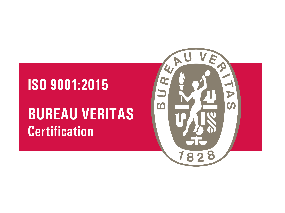 ISO 9001:2015
BUREAU VERITAS
Certification
BUREAU VERITAS
1828